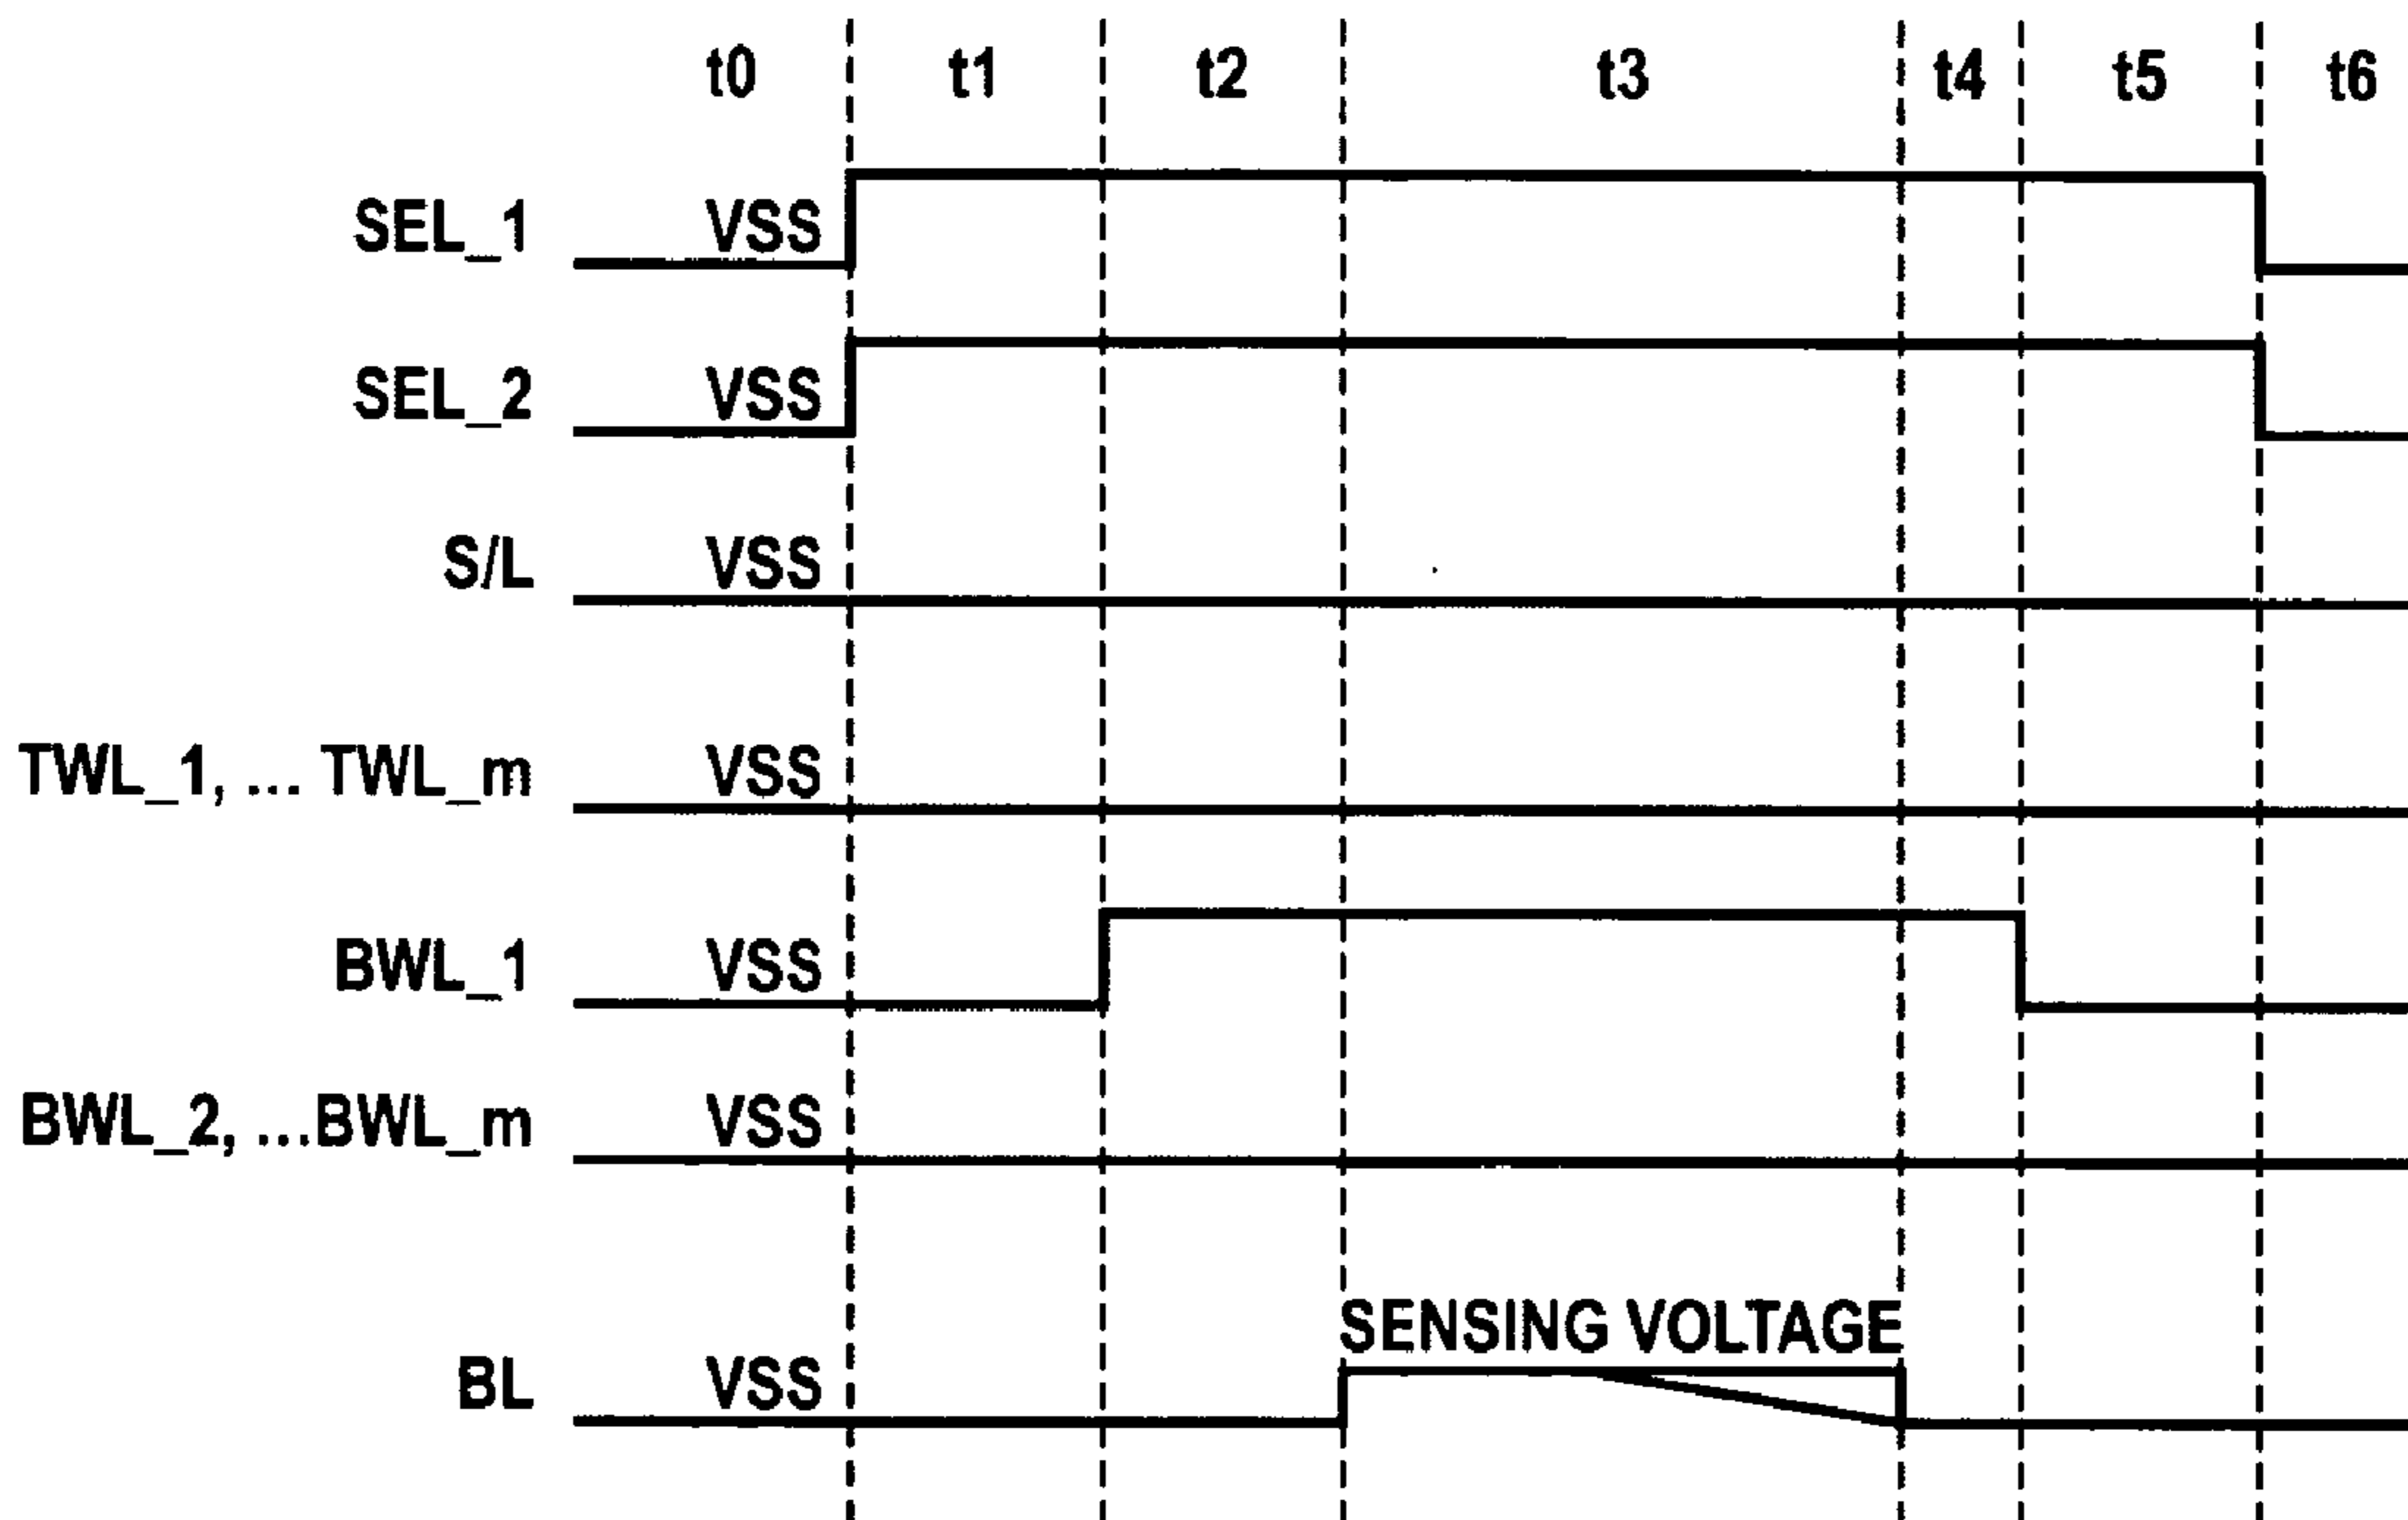 t0 t1 t2 t3 t4 t5 t6
SEL_1 VSS
SEL_2 VSS
S/L VSS
TWL_1, ... TWL_m VSS
BWL_1 VSS
BWL_2, ...BWL_m VSS
SENSING VOLTAGE
BL VSS